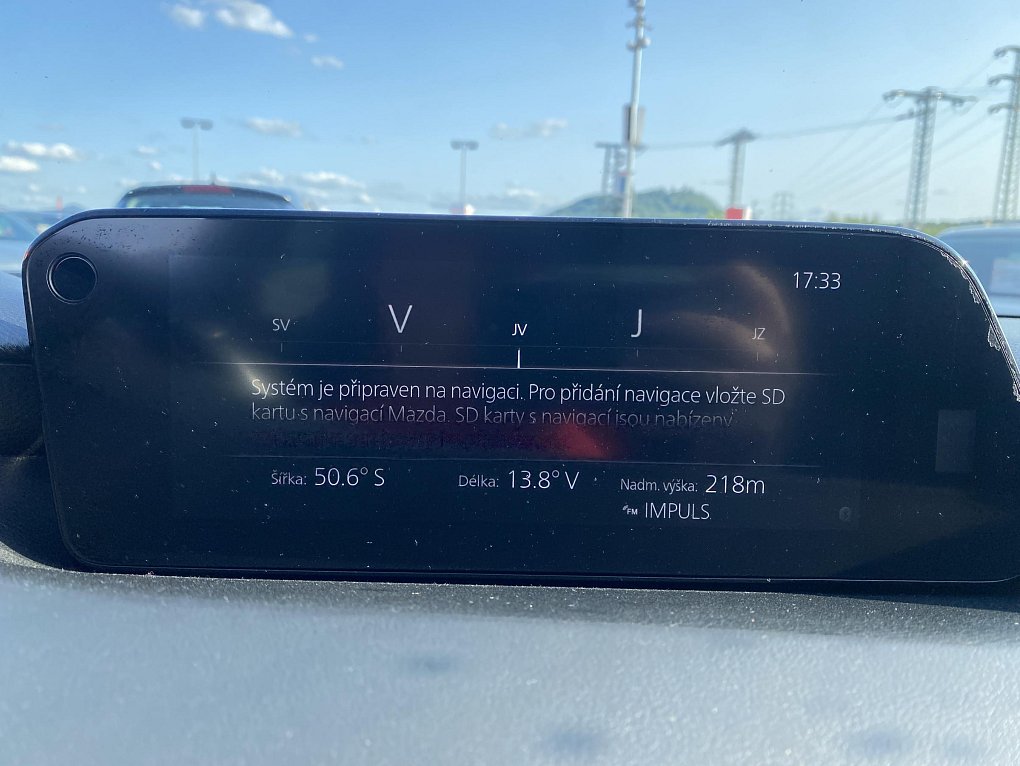 17:33
SV V JV J JZ
Systém je připraven na navigaci. Pro přidání navigace vložte SD
kartu s navigací Mazda. SD karty s navigací jsou nabízeny
Šířka: 50.6° S Délka: 13.8° V Nadm. výška: 218m
FM IMPULS